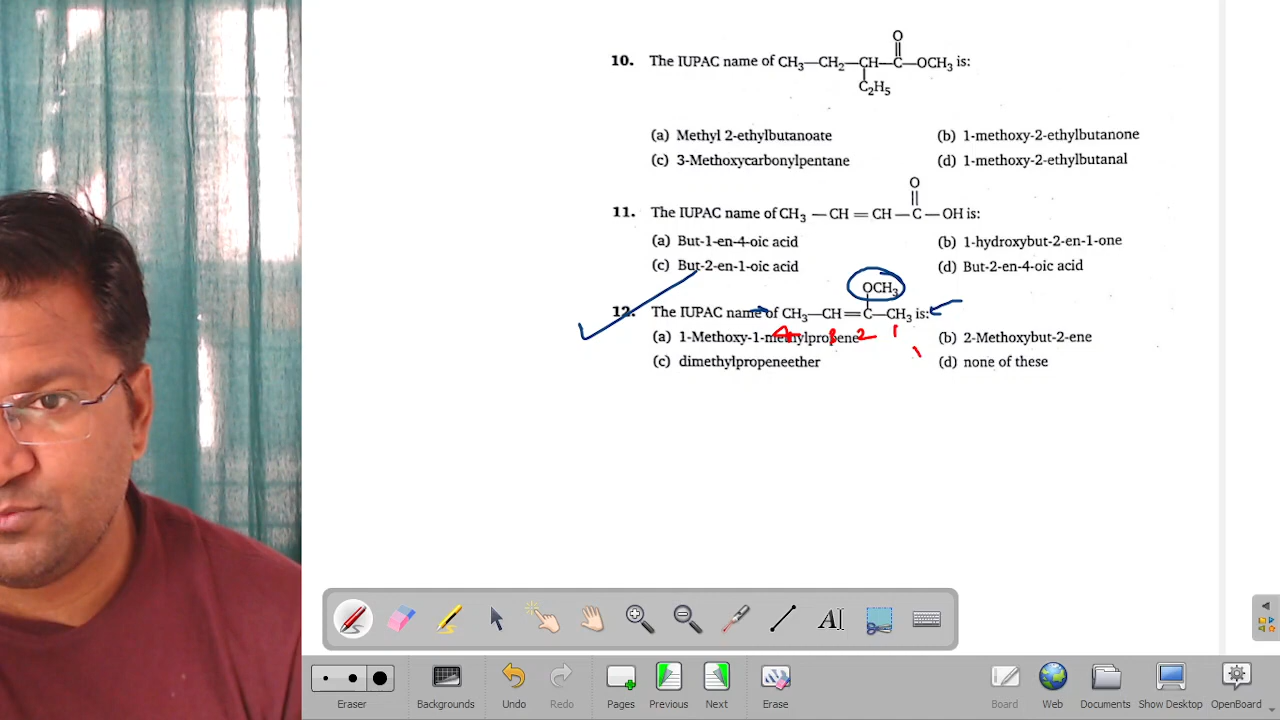 O
||
10. The IUPAC name of CH₃—CH₂—CH—C—OCH₃ is:
|
C₂H₅
(a) Methyl 2-ethylbutanoate (b) 1-methoxy-2-ethylbutanone
(c) 3-Methoxycarbonylpentane (d) 1-methoxy-2-ethylbutanal
O
||
11. The IUPAC name of CH₃ — CH = CH — C — OH is:
(a) But-1-en-4-oic acid (b) 1-hydroxybut-2-en-1-one
(c) But-2-en-1-oic acid (d) But-2-en-4-oic acid
OCH₃
|
12. The IUPAC name of CH₃—CH=C—CH₃ is:
4 3 2 1
(a) 1-Methoxy-1-methylpropene (b) 2-Methoxybut-2-ene
(c) dimethylpropeneether (d) none of these
Eraser Backgrounds Undo Redo Pages Previous Next Erase Board Web Documents Show Desktop OpenBoard